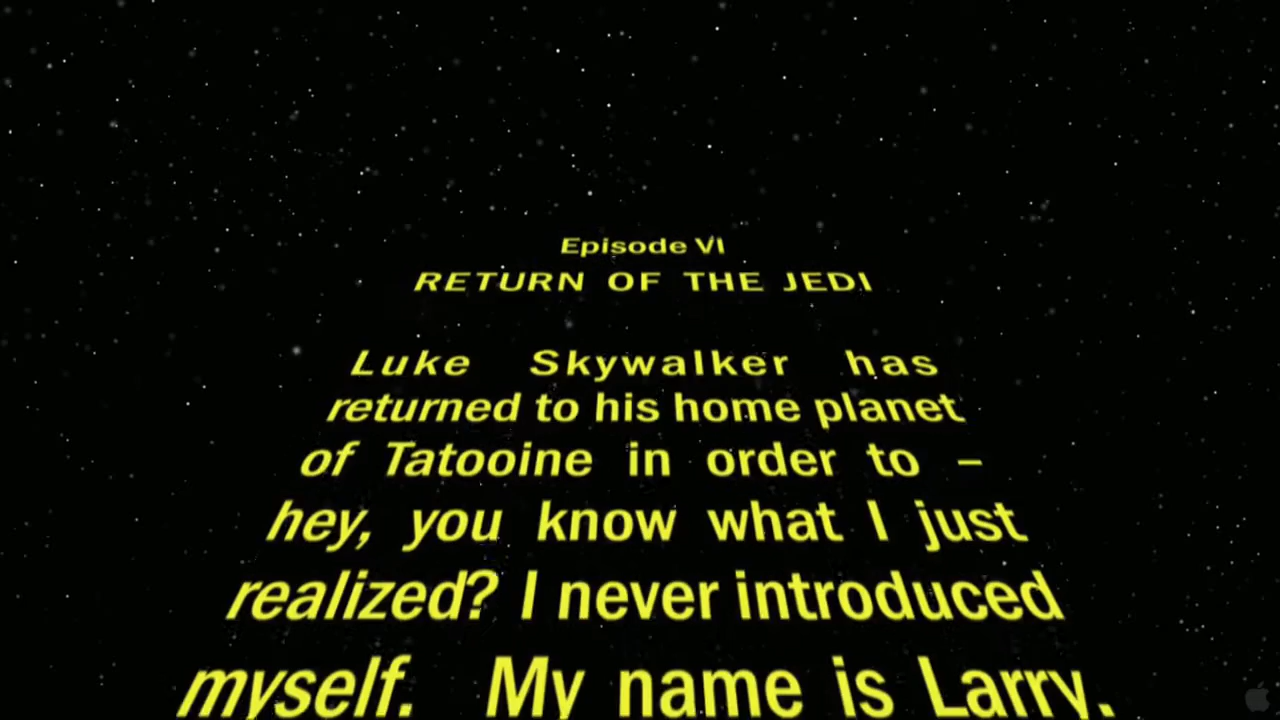 Episode VI
RETURN OF THE JEDI
Luke Skywalker has
returned to his home planet
of Tatooine in order to –
hey, you know what I just
realized? I never introduced
myself. My name is Larry.